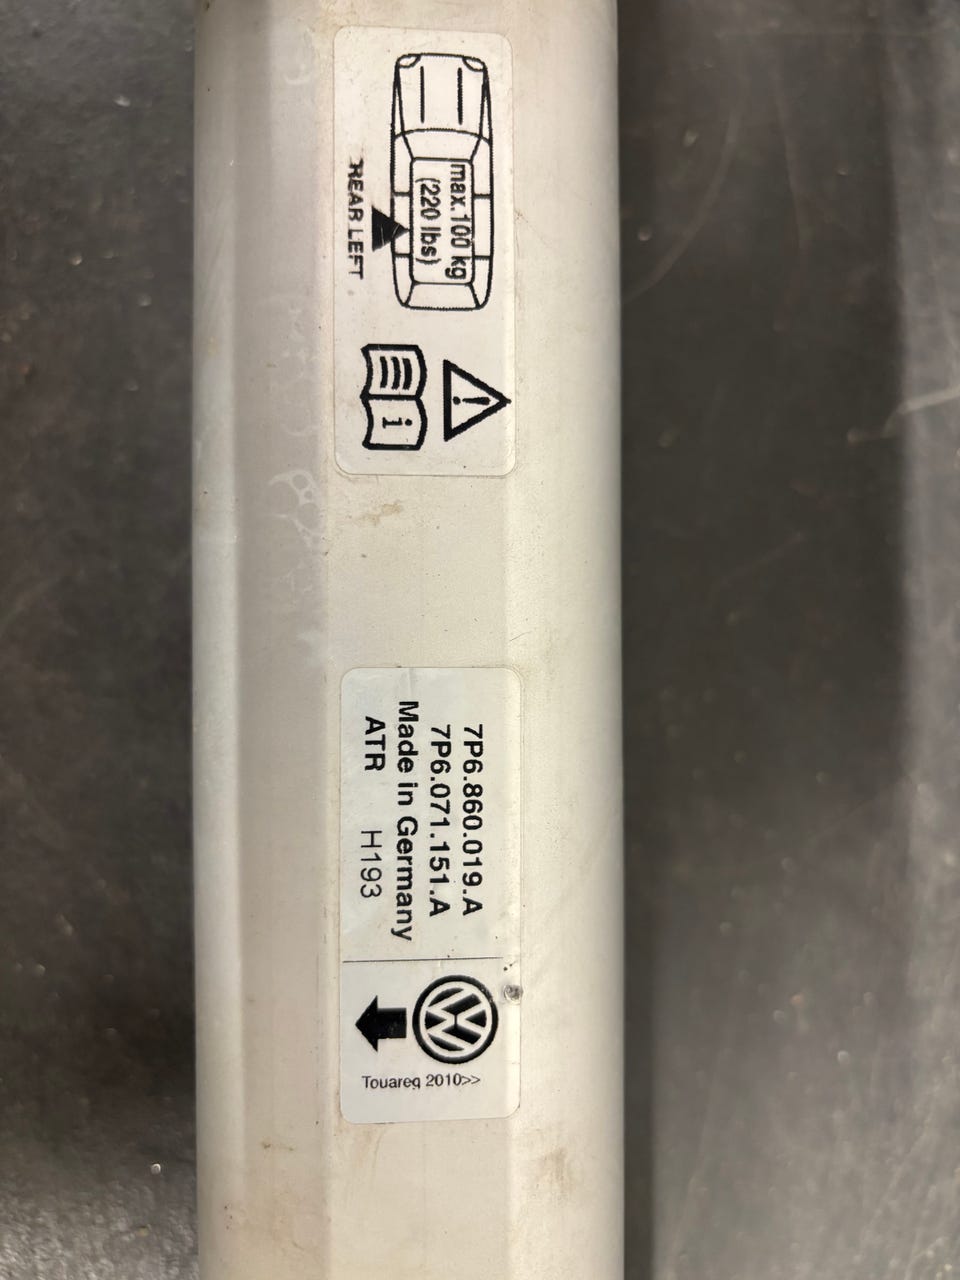 max.100 kg
(220 lbs)
REAR LEFT
i
7P6.860.019.A
7P6.071.151.A
Made in Germany
ATR H193
VW
Touareg 2010>>